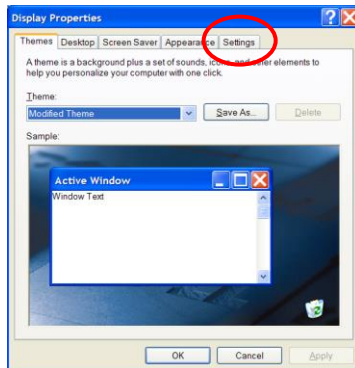 Display Properties
Themes Desktop Screen Saver Appearance Settings
A theme is a background plus a set of sounds, icons, and other elements to
help you personalize your computer with one click.
Theme:
Modified Theme Save As... Delete
Sample:
Active Window
Window Text
OK Cancel Apply